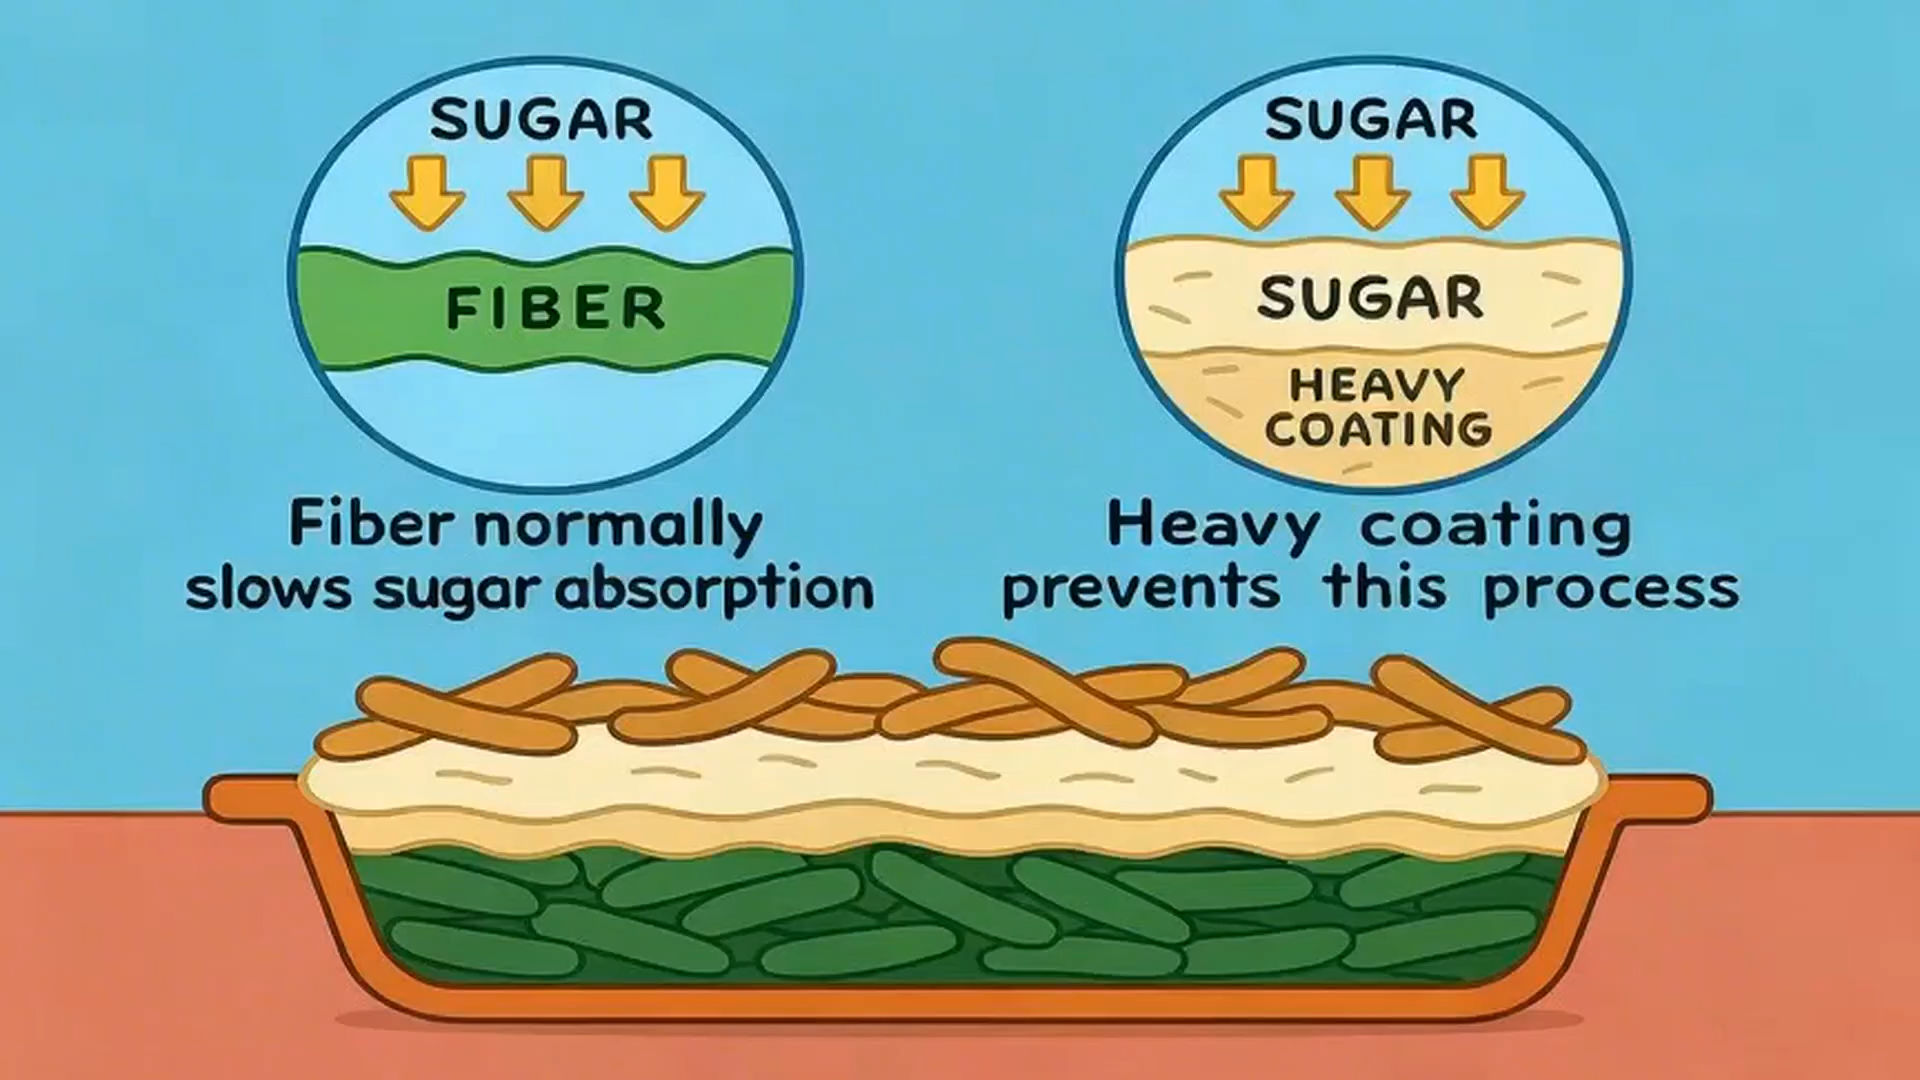 SUGAR
FIBER
Fiber normally
slows sugar absorption
SUGAR
SUGAR
HEAVY
COATING
Heavy coating
prevents this process